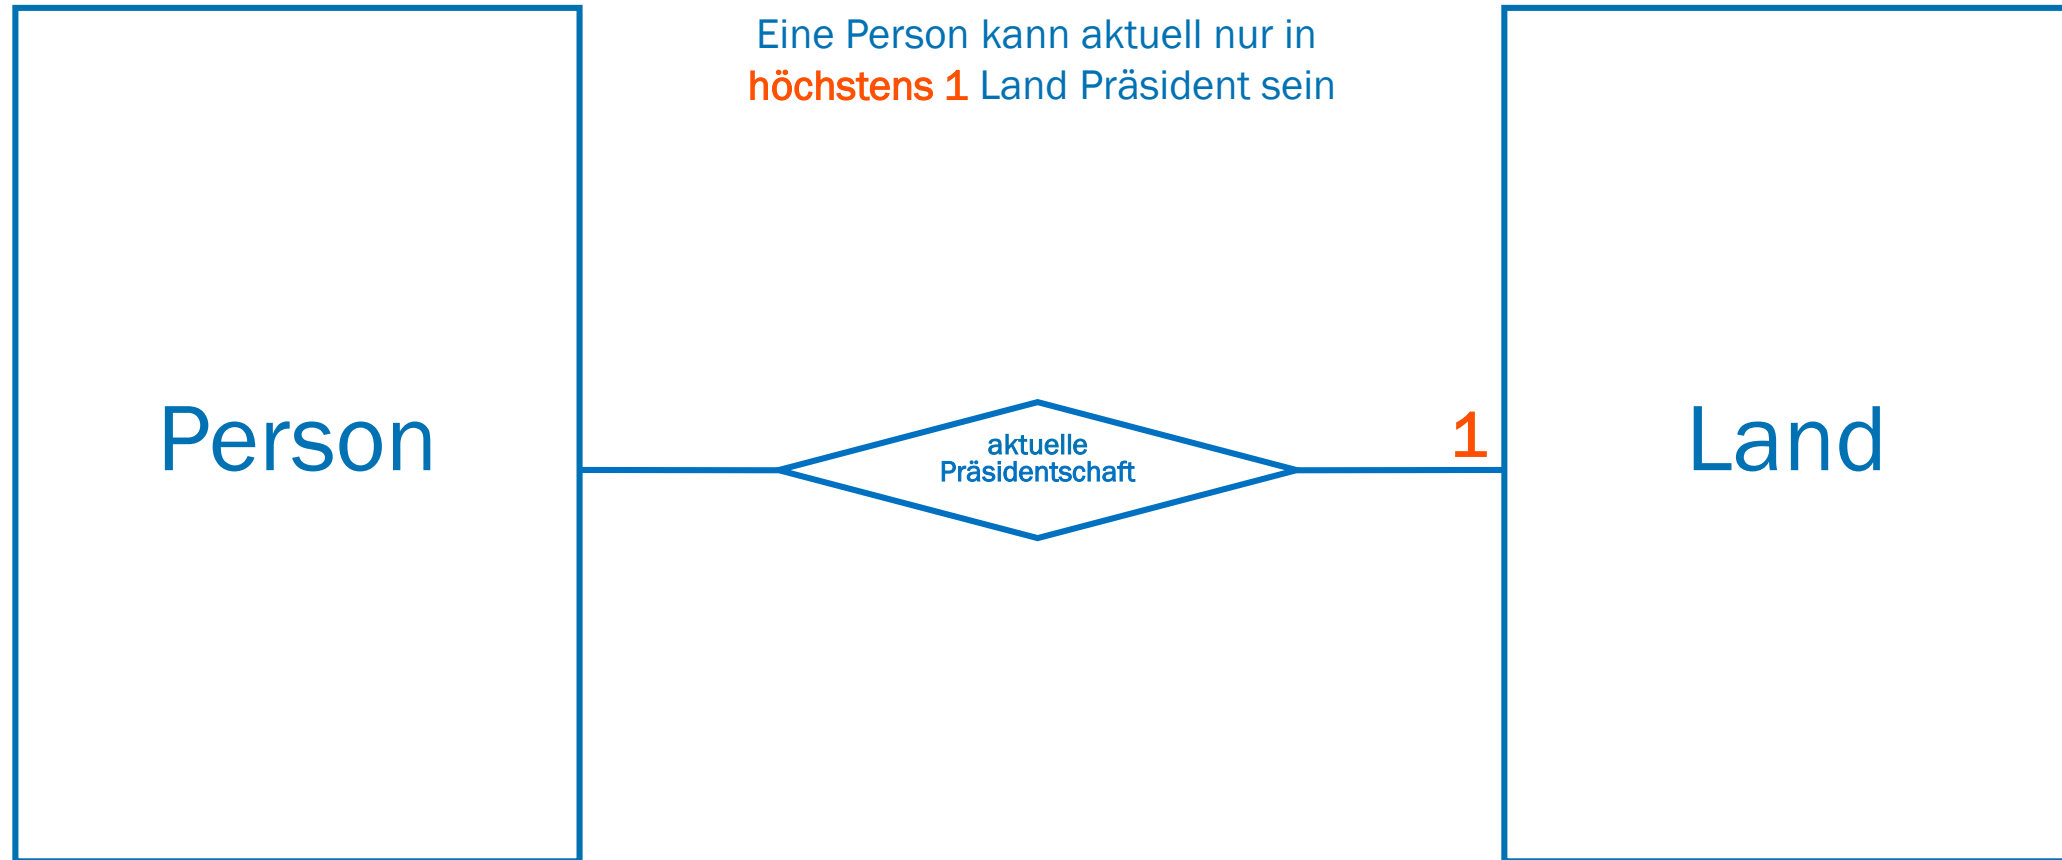 Eine Person kann aktuell nur in
höchstens 1 Land Präsident sein
Person
aktuelle
Präsidentschaft
1
Land